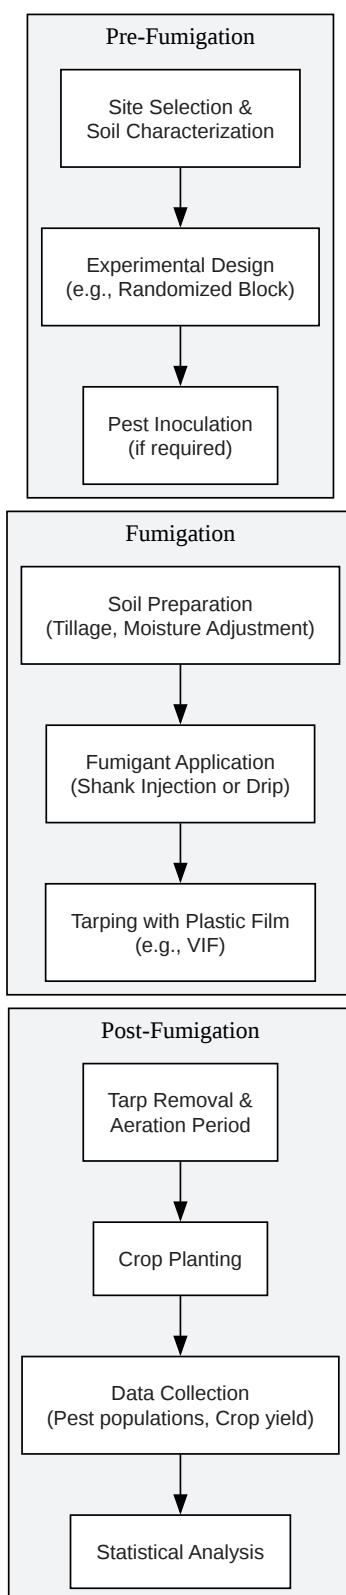 Pre-Fumigation
Site Selection &
Soil Characterization
Experimental Design
(e.g., Randomized Block)
Pest Inoculation
(if required)
Fumigation
Soil Preparation
(Tillage, Moisture Adjustment)
Fumigant Application
(Shank Injection or Drip)
Tarping with Plastic Film
(e.g., VIF)
Post-Fumigation
Tarp Removal &
Aeration Period
Crop Planting
Data Collection
(Pest populations, Crop yield)
Statistical Analysis